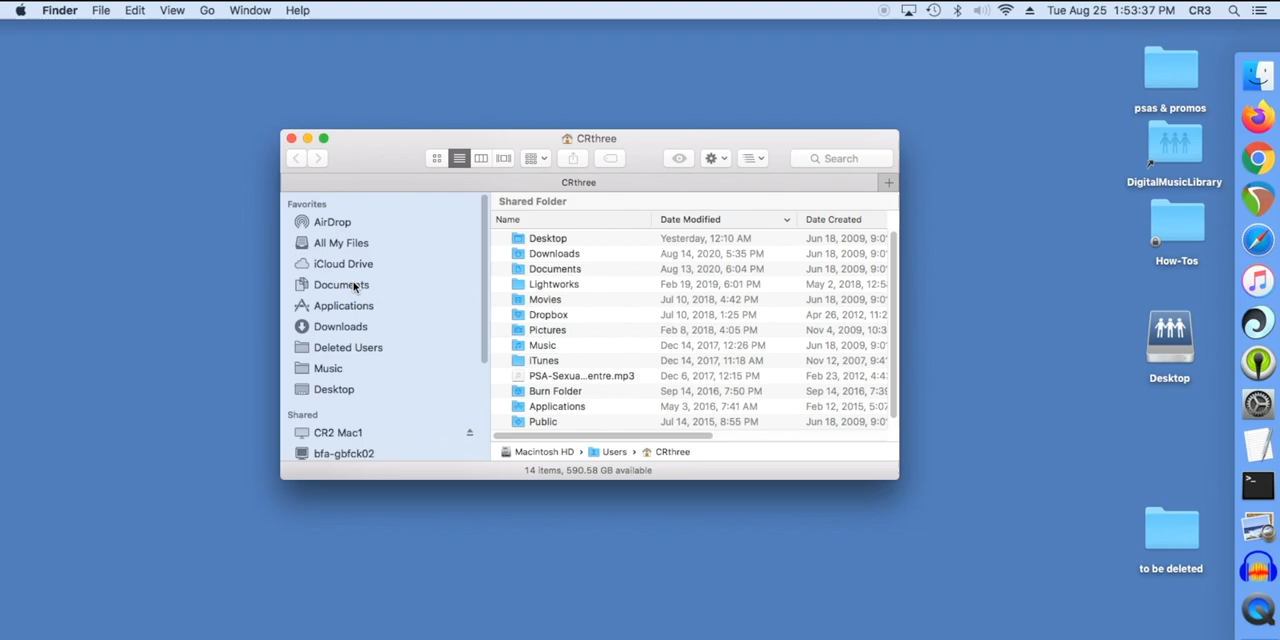 Finder File Edit View Go Window Help Tue Aug 25 1:53:37 PM CR3
psas & promos
DigitalMusicLibrary
How-Tos
Desktop
to be deleted
CRthree
Search
CRthree
Favorites
AirDrop
All My Files
iCloud Drive
Documents
Applications
Downloads
Deleted Users
Music
Desktop
Shared
CR2 Mac1
bfa-gbfck02
Shared Folder
Name Date Modified Date Created
Desktop Yesterday, 12:10 AM Jun 18, 2009, 9:0
Downloads Aug 14, 2020, 5:35 PM Jun 18, 2009, 9:0
Documents Aug 13, 2020, 6:04 PM Jun 18, 2009, 9:0
Lightworks Feb 19, 2019, 6:01 PM May 2, 2018, 12:5
Movies Jul 10, 2018, 4:42 PM Jun 18, 2009, 9:0
Dropbox Jul 10, 2018, 1:25 PM Apr 26, 2012, 11:2
Pictures Feb 8, 2018, 4:05 PM Nov 4, 2009, 10:3
Music Dec 14, 2017, 12:26 PM Jun 18, 2009, 9:0
iTunes Dec 14, 2017, 11:18 AM Nov 12, 2007, 9:4
PSA-Sexua...entre.mp3 Dec 6, 2017, 12:15 PM Feb 23, 2012, 4:4
Burn Folder Sep 14, 2016, 7:50 PM Sep 14, 2016, 7:3
Applications May 3, 2016, 7:41 AM Feb 12, 2015, 5:0
Public Jul 14, 2015, 8:55 PM Jun 18, 2009, 9:0
Macintosh HD › Users › CRthree
14 items, 590.58 GB available